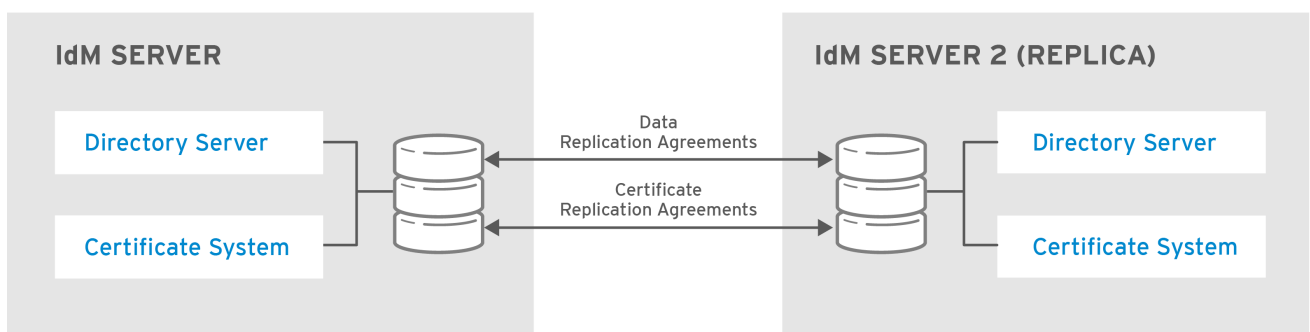 IdM SERVER
Directory Server
Certificate System
Data
Replication Agreements
Certificate
Replication Agreements
IdM SERVER 2 (REPLICA)
Directory Server
Certificate System